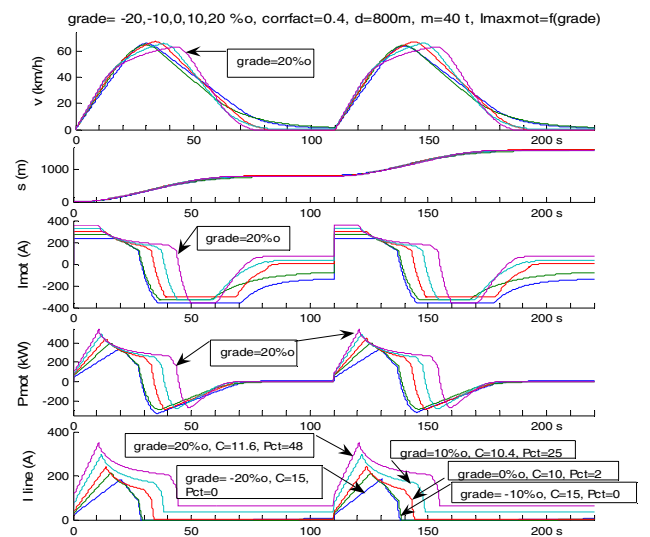 grade= -20,-10,0,10,20 %o, corrfact=0.4, d=800m, m=40 t, Imaxmot=f(grade)
v (km/h)
60
40
20
0
grade=20%o
0 50 100 150 200 s
s (m)
1000
0
0 50 100 150 200 s
Imot (A)
400
200
0
-200
-400
grade=20%o
0 50 100 150 200 s
Pmot (kW)
400
200
0
-200
grade=20%o
0 50 100 150 200 s
I line (A)
400
200
0
grade=20%o, C=11.6, Pct=48
grade= -20%o, C=15,
Pct=0
grad=10%o, C=10.4, Pct=25
grade=0%o, C=10, Pct=2
grade= -10%o, C=15, Pct=0
0 50 100 150 200 s